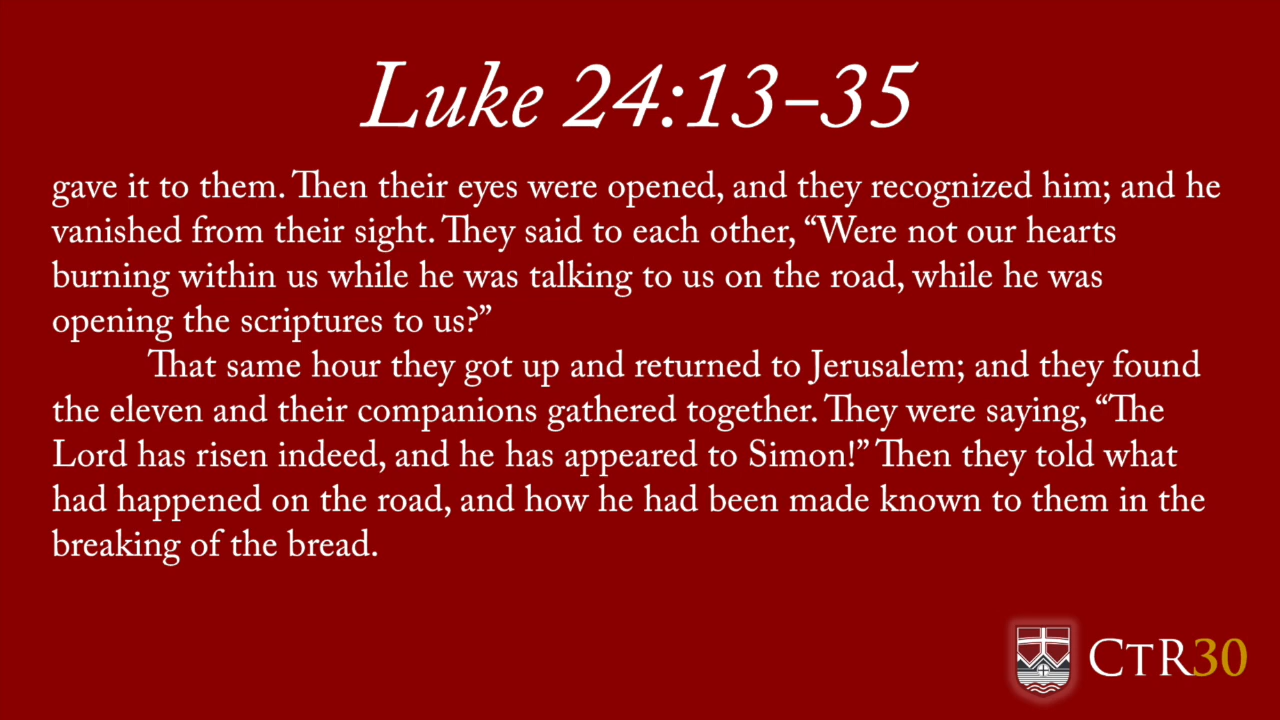 Luke 24:13–35
gave it to them. Then their eyes were opened, and they recognized him; and he
vanished from their sight. They said to each other, “Were not our hearts
burning within us while he was talking to us on the road, while he was
opening the scriptures to us?”
That same hour they got up and returned to Jerusalem; and they found
the eleven and their companions gathered together. They were saying, “The
Lord has risen indeed, and he has appeared to Simon!” Then they told what
had happened on the road, and how he had been made known to them in the
breaking of the bread.
CTR30